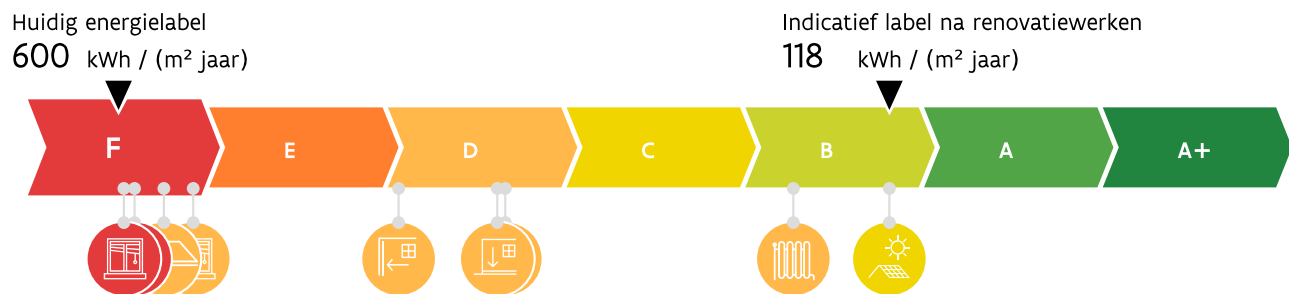 Huidig energielabel
600 kWh / (m² jaar)
Indicatief label na renovatiewerken
118 kWh / (m² jaar)
F E D C B A A+